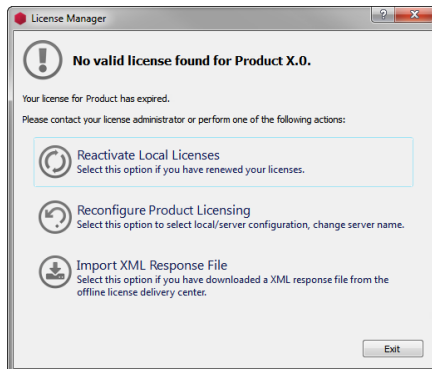 License Manager
No valid license found for Product X.0.
Your license for Product has expired.
Please contact your license administrator or perform one of the following actions:
Reactivate Local Licenses
Select this option if you have renewed your licenses.
Reconfigure Product Licensing
Select this option to select local/server configuration, change server name.
Import XML Response File
Select this option if you have downloaded a XML response file from the
offline license delivery center.
Exit